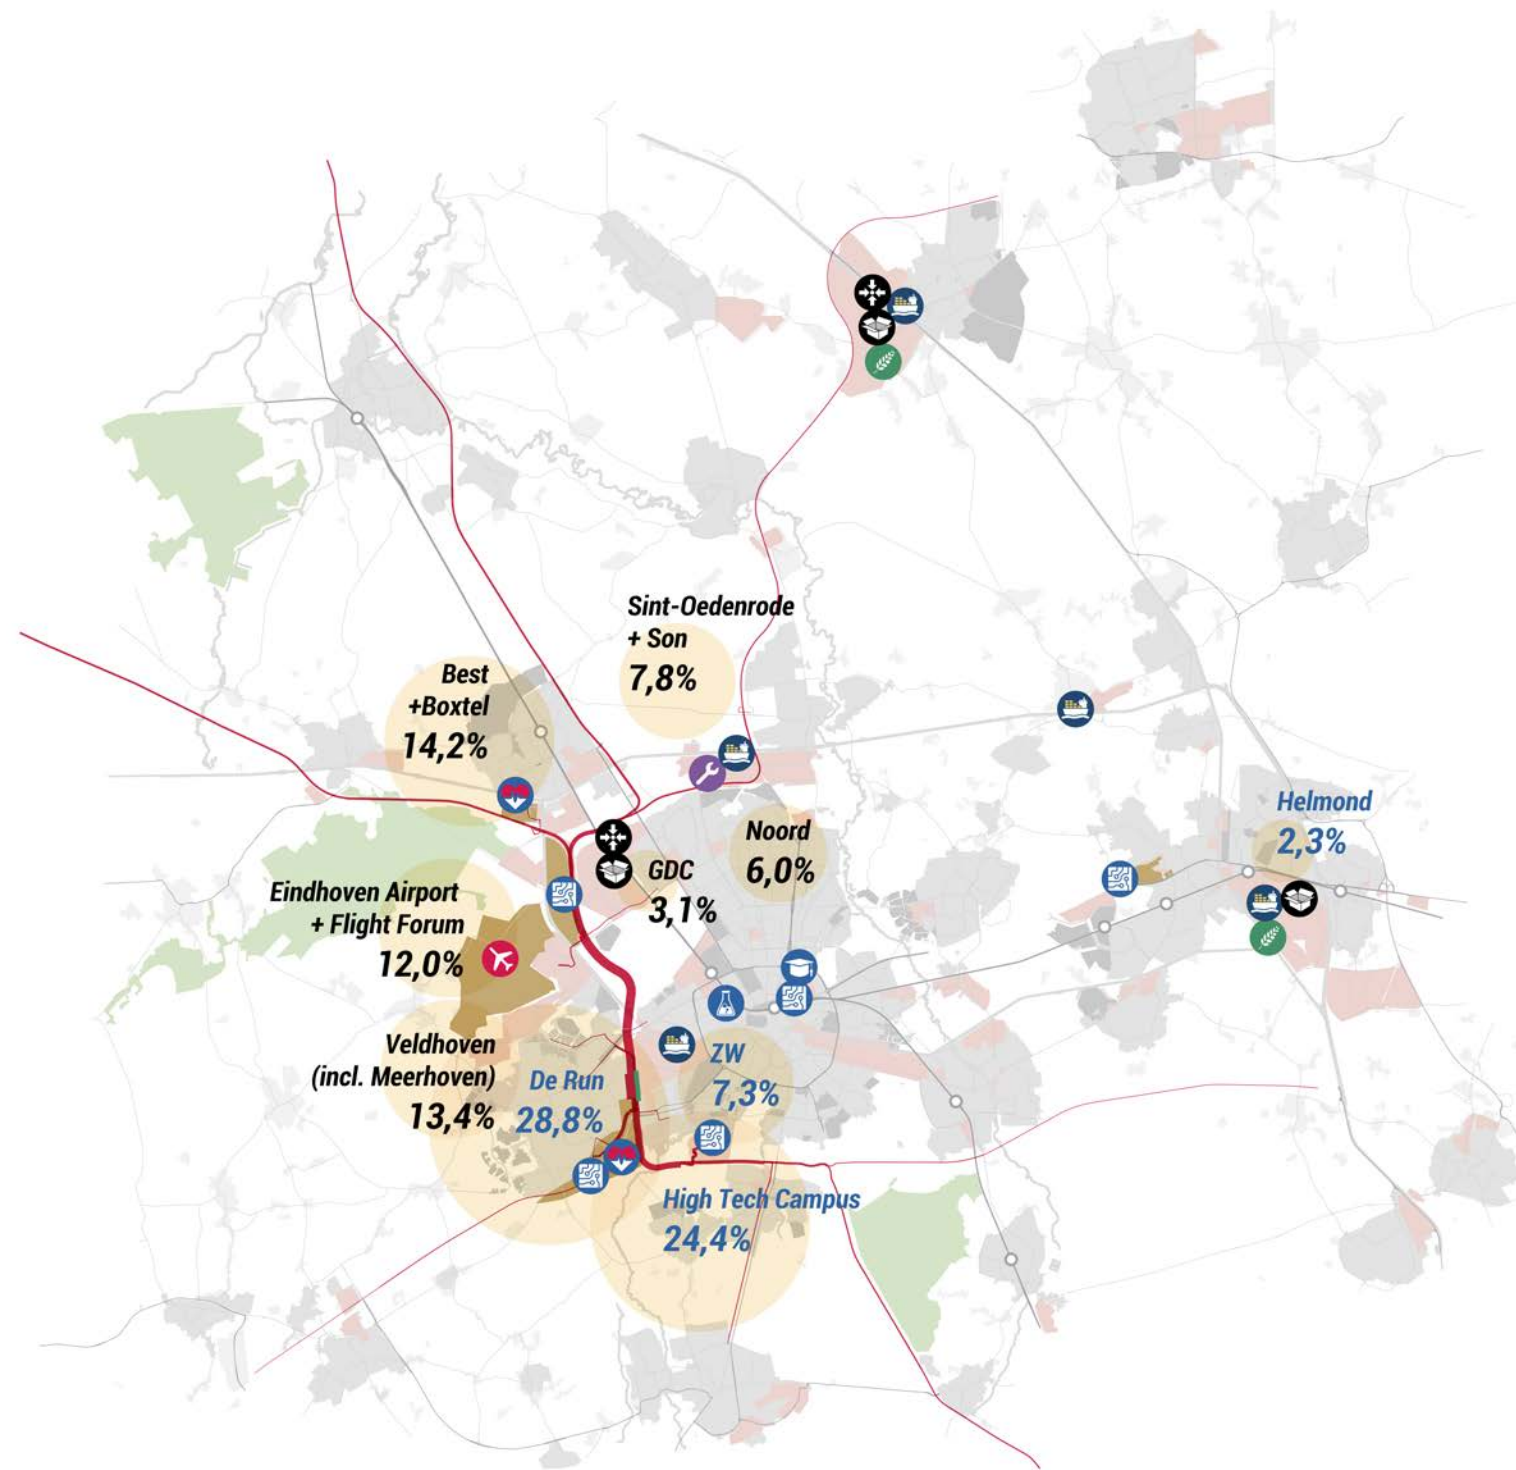 Sint-Oedenrode
+ Son
7,8%
Best
+Boxtel
14,2%
Helmond
2,3%
Noord
6,0%
GDC
3,1%
Eindhoven Airport
+ Flight Forum
12,0%
Veldhoven
(incl. Meerhoven)
13,4%
De Run
28,8%
ZW
7,3%
High Tech Campus
24,4%